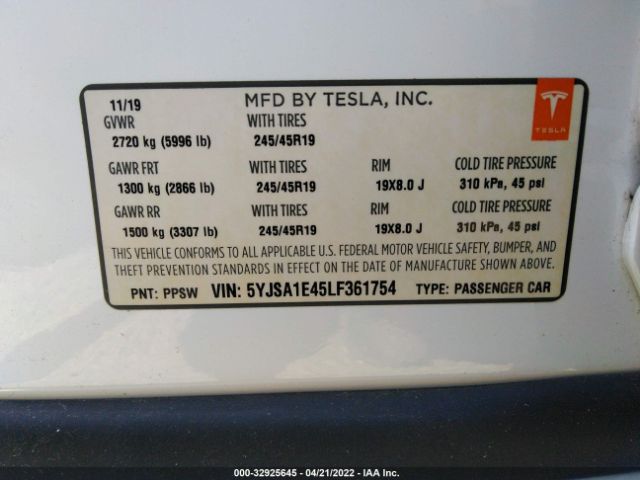 11/19 MFD BY TESLA, INC.
GVWR WITH TIRES
2720 kg (5996 lb) 245/45R19
TESLA
GAWR FRT WITH TIRES RIM COLD TIRE PRESSURE
1300 kg (2866 lb) 245/45R19 19X8.0 J 310 kPa, 45 psi
GAWR RR WITH TIRES RIM COLD TIRE PRESSURE
1500 kg (3307 lb) 245/45R19 19X8.0 J 310 kPa, 45 psi
THIS VEHICLE CONFORMS TO ALL APPLICABLE U.S. FEDERAL MOTOR VEHICLE SAFETY, BUMPER, AND
THEFT PREVENTION STANDARDS IN EFFECT ON THE DATE OF MANUFACTURE SHOWN ABOVE.
PNT: PPSW VIN: 5YJSA1E45LF361754 TYPE: PASSENGER CAR
000-32925645 - 04/21/2022 - IAA Inc.